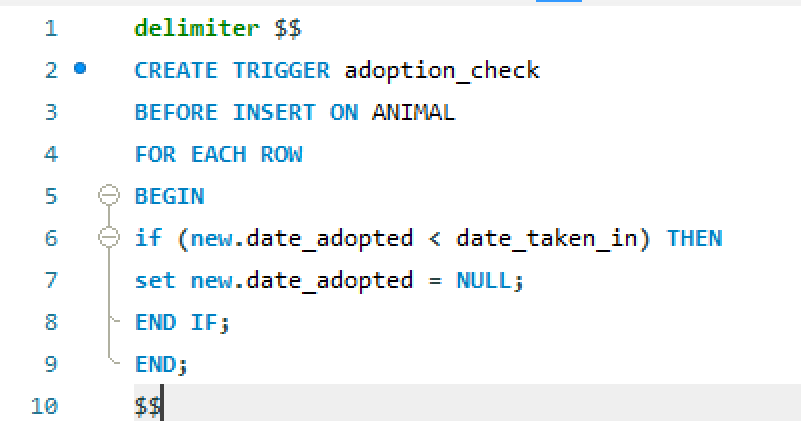 1 delimiter $$
2 CREATE TRIGGER adoption_check
3 BEFORE INSERT ON ANIMAL
4 FOR EACH ROW
5 BEGIN
6 if (new.date_adopted < date_taken_in) THEN
7 set new.date_adopted = NULL;
8 END IF;
9 END;
10 $$